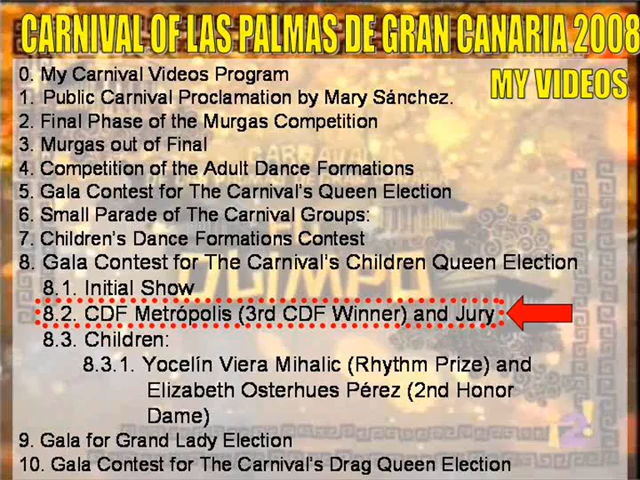 CARNIVAL OF LAS PALMAS DE GRAN CANARIA 2008
MY VIDEOS
0. My Carnival Videos Program
1. Public Carnival Proclamation by Mary Sánchez.
2. Final Phase of the Murgas Competition
3. Murgas out of Final
4. Competition of the Adult Dance Formations
5. Gala Contest for The Carnival's Queen Election
6. Small Parade of The Carnival Groups:
7. Children's Dance Formations Contest
8. Gala Contest for The Carnival's Children Queen Election
8.1. Initial Show
8.2. CDF Metrópolis (3rd CDF Winner) and Jury
8.3. Children:
8.3.1. Yocelín Viera Mihalic (Rhythm Prize) and
Elizabeth Osterhues Pérez (2nd Honor
Dame)
9. Gala for Grand Lady Election
10. Gala Contest for The Carnival's Drag Queen Election